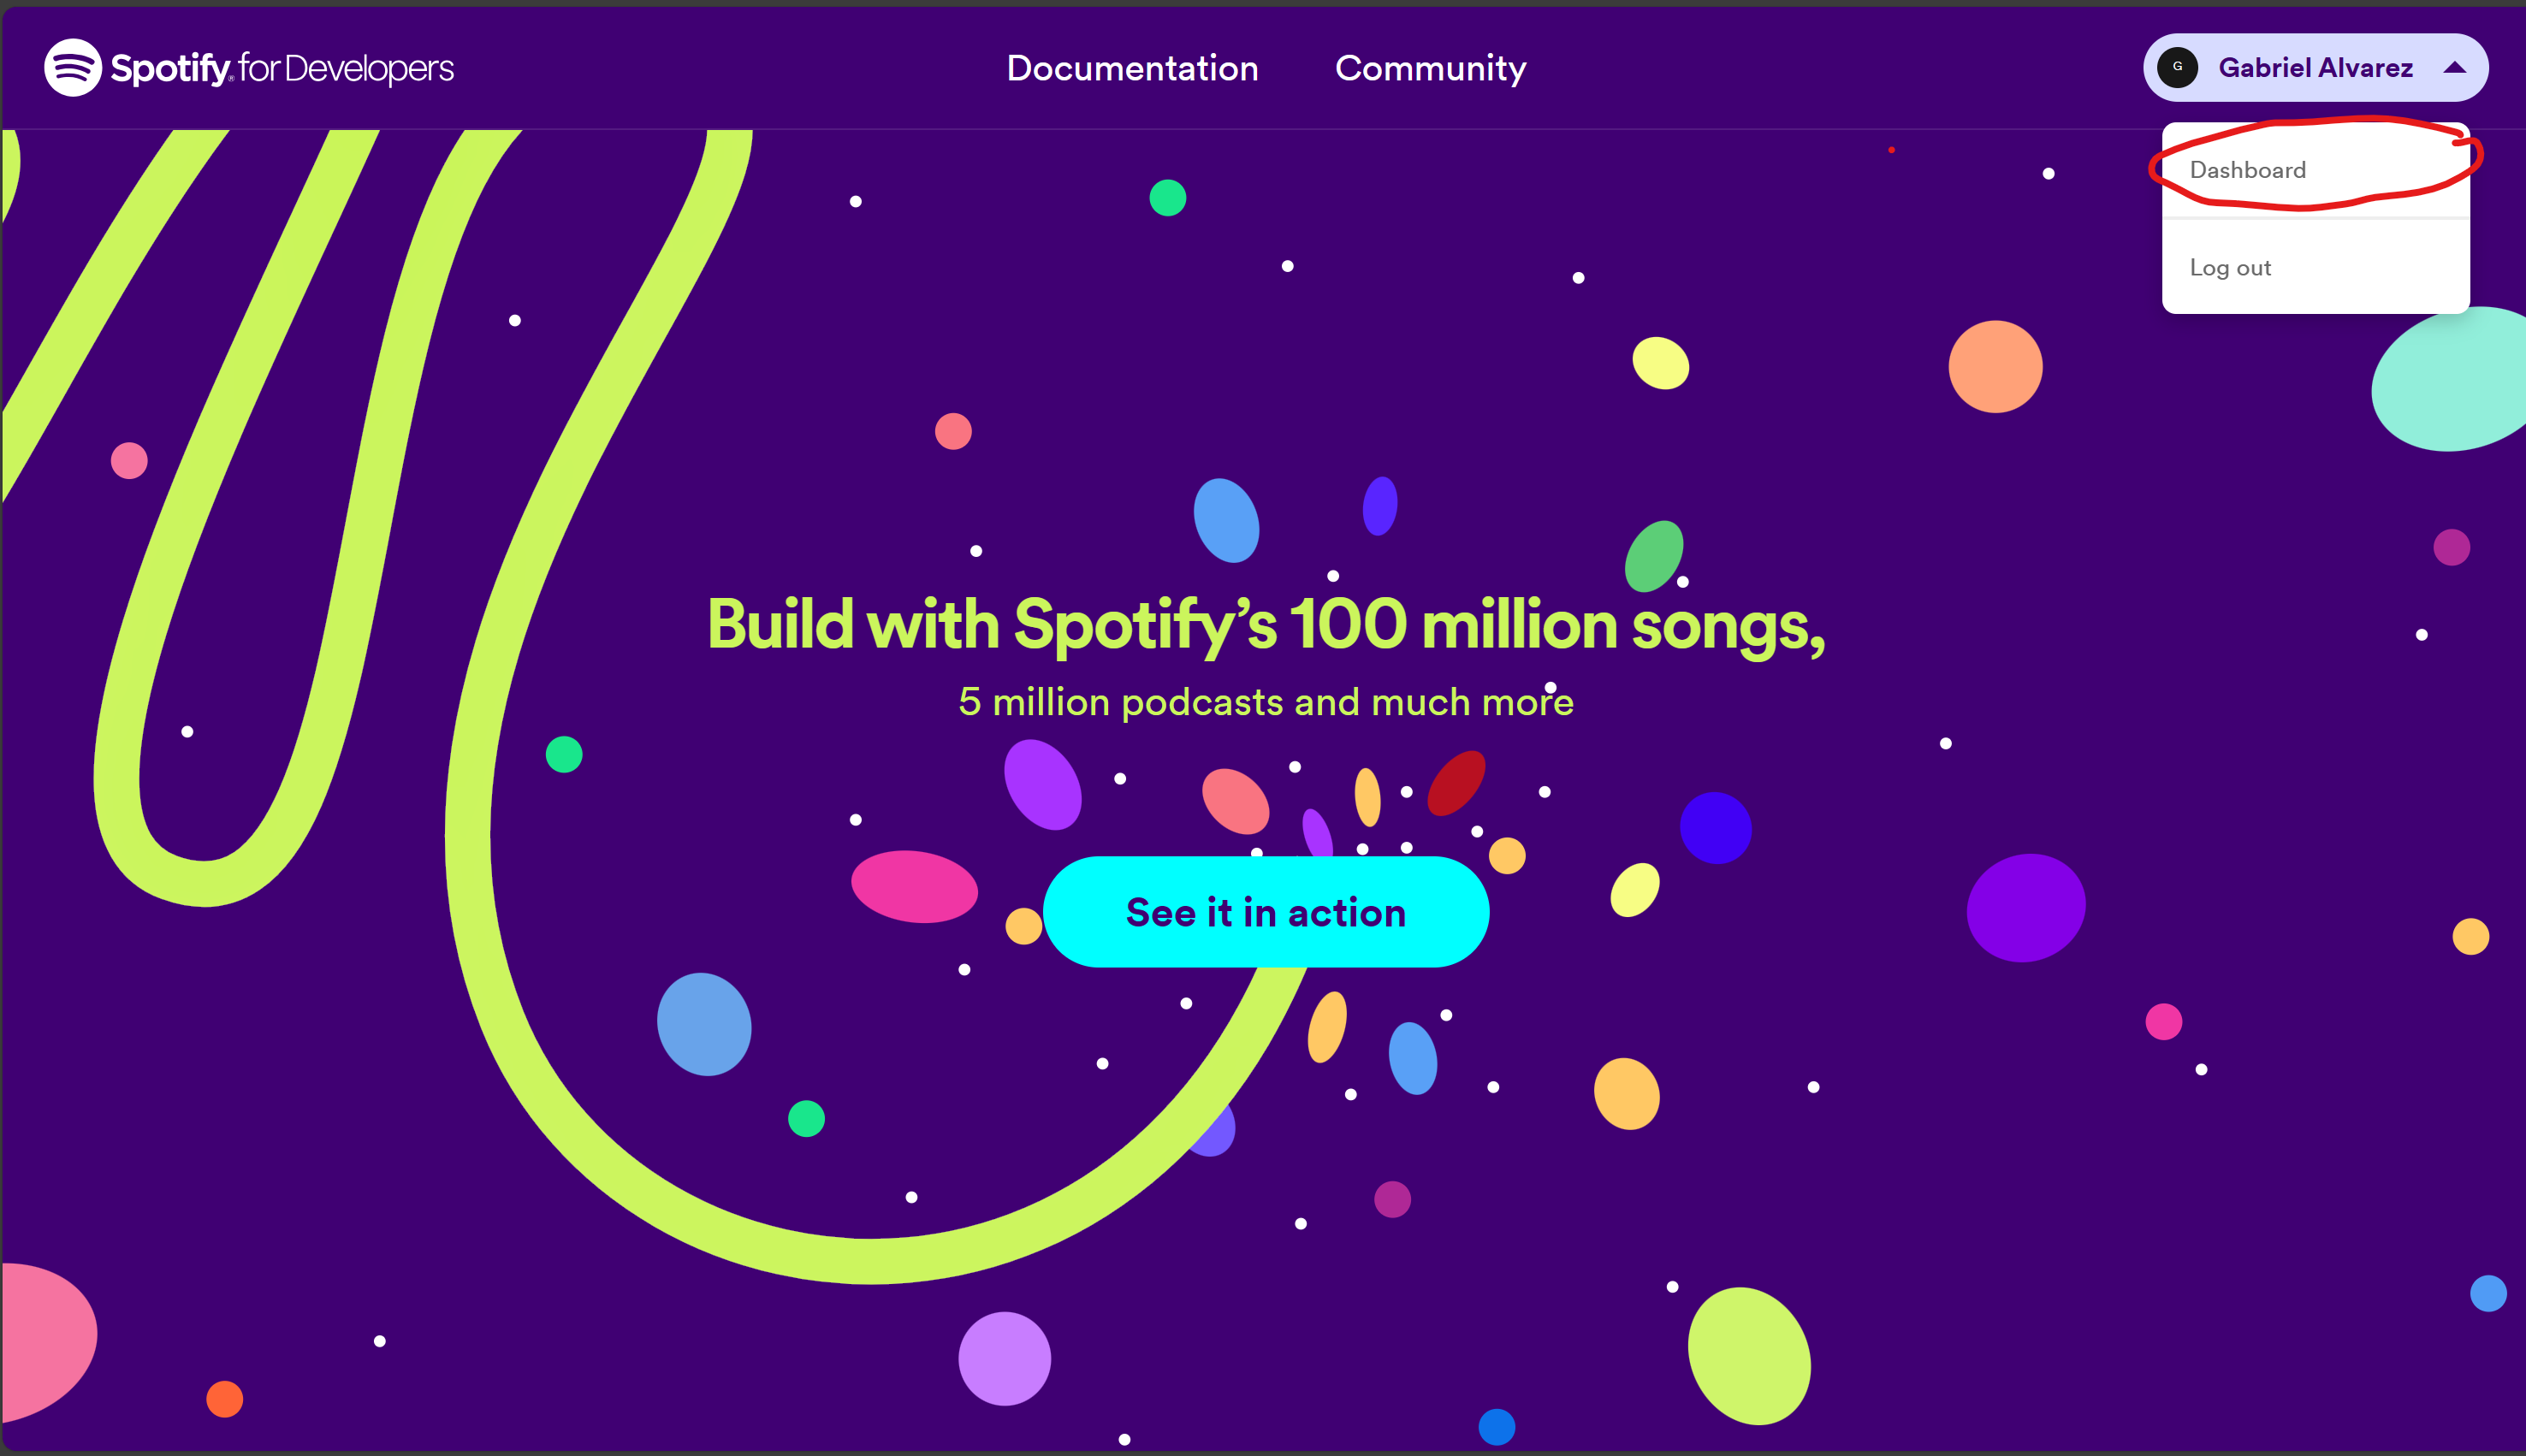 Spotify® for Developers
Documentation
Community
G
Gabriel Alvarez
Dashboard
Log out
Build with Spotify’s 100 million songs,
5 million podcasts and much more
See it in action